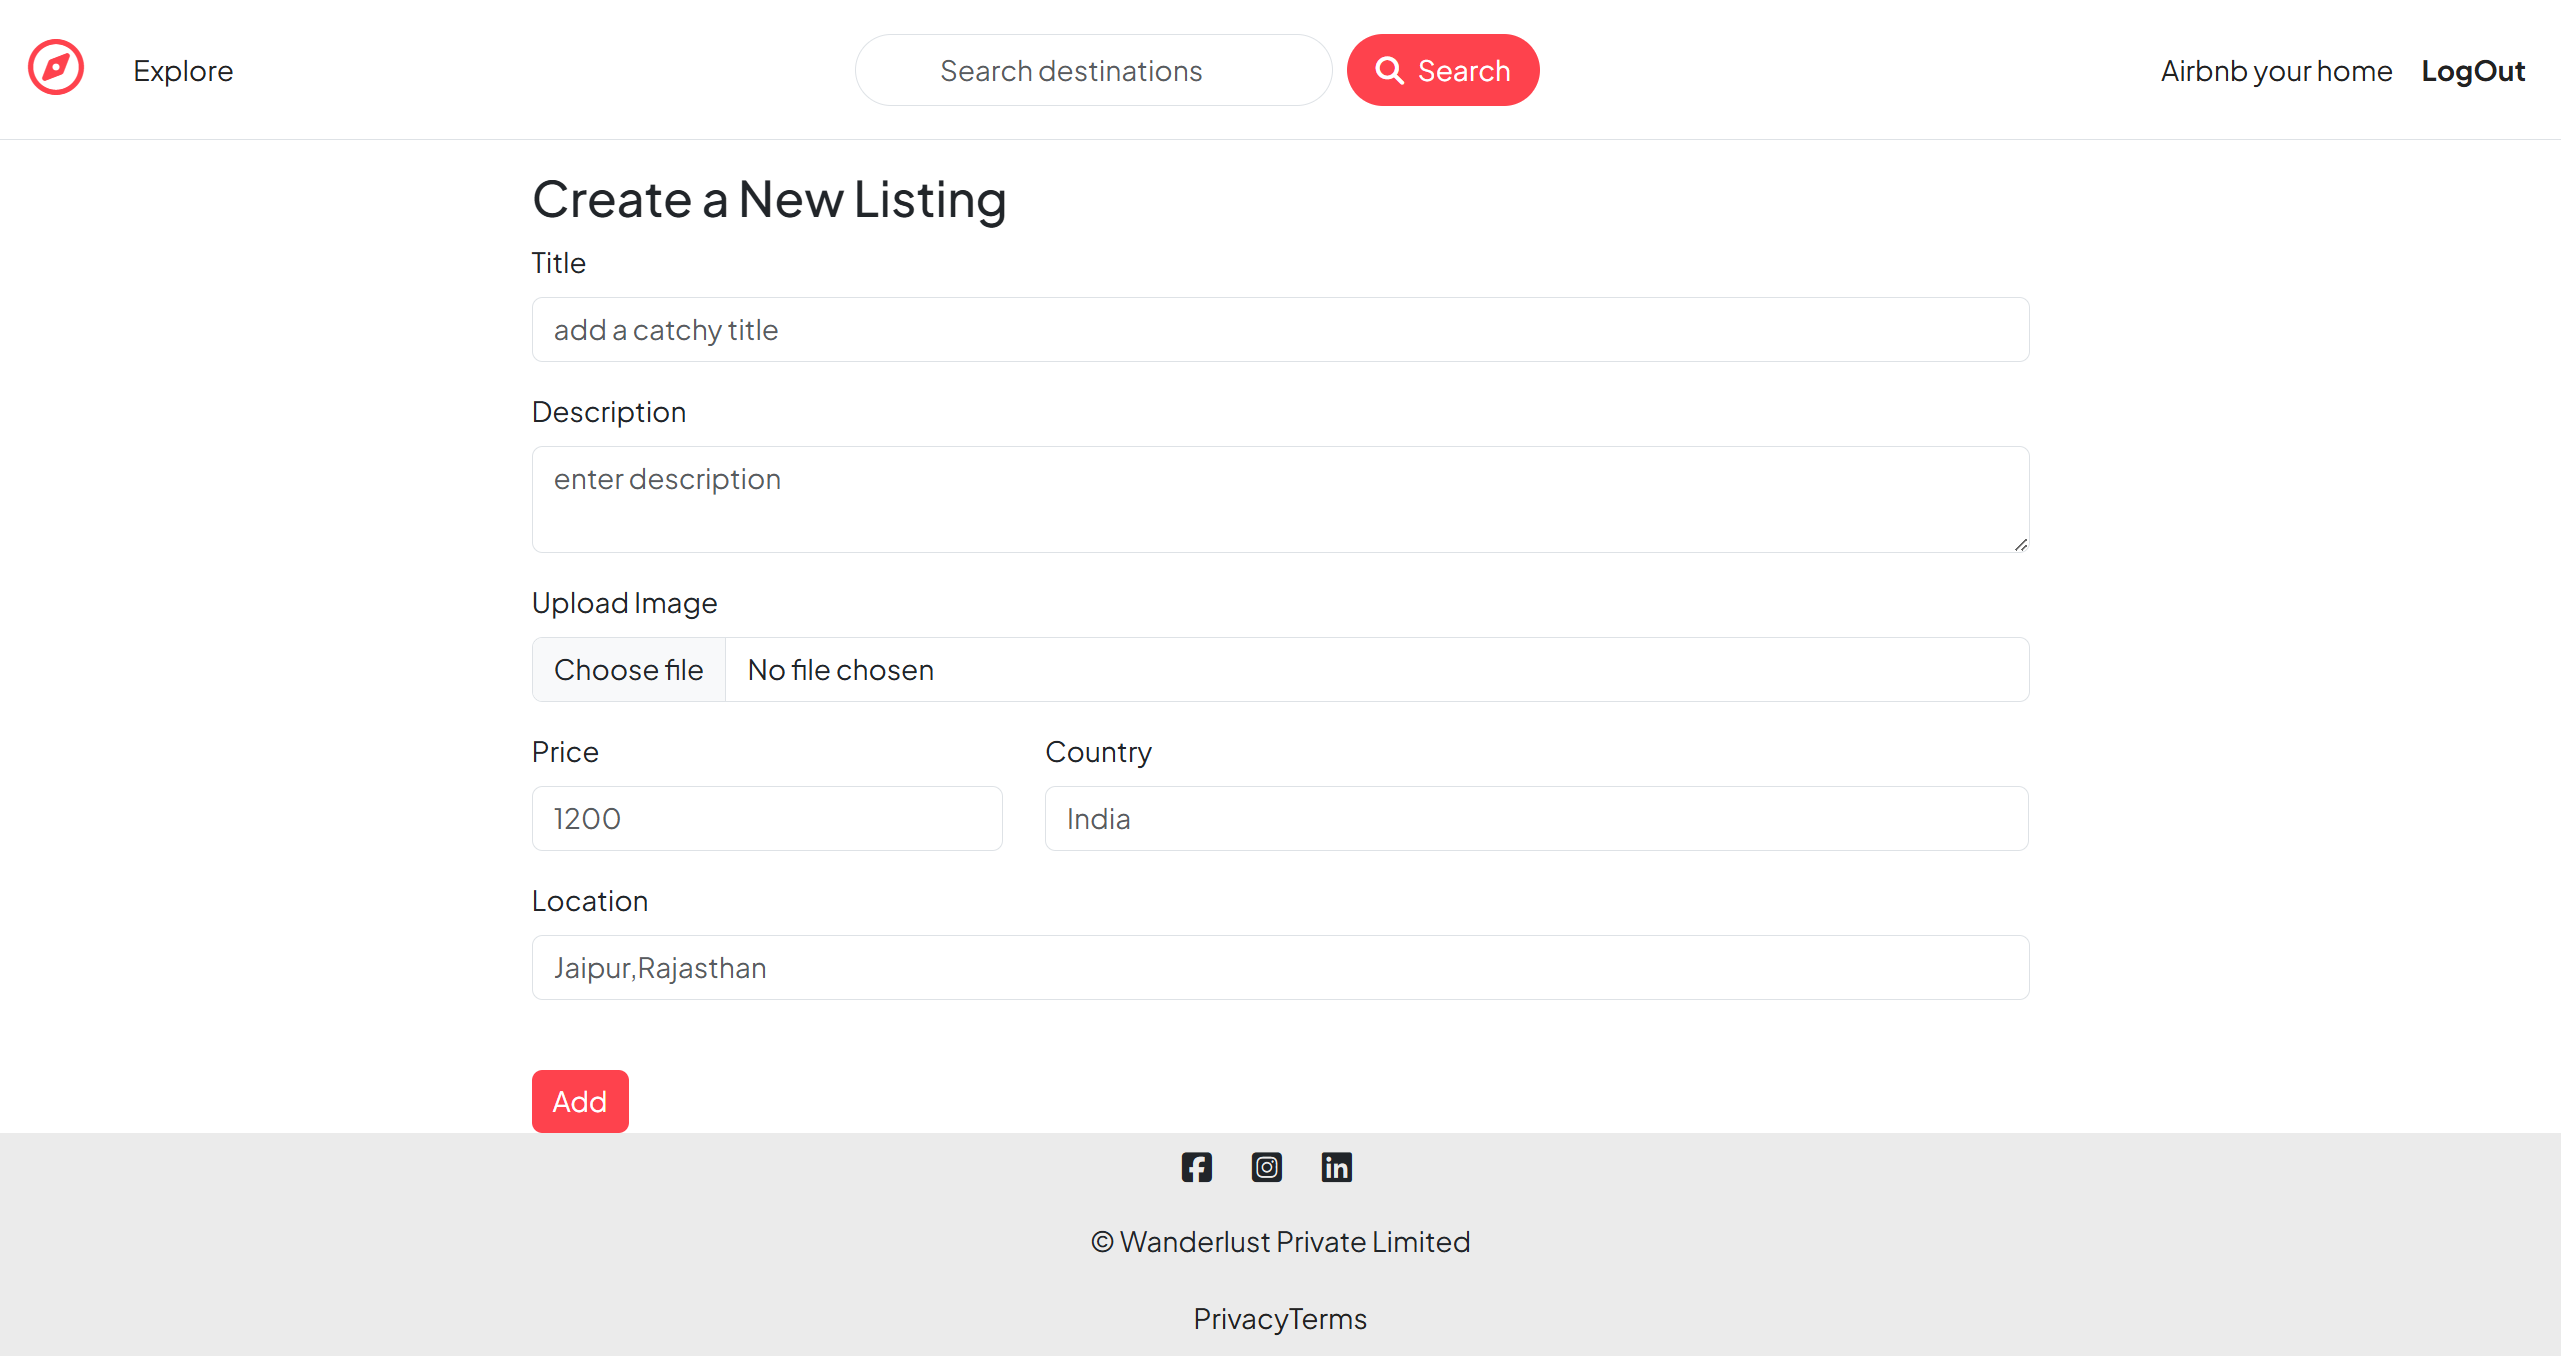 Explore
Search destinations
Search
Airbnb your home
LogOut
Create a New Listing
Title
add a catchy title
Description
enter description
Upload Image
Choose file No file chosen
Price Country
1200 India
Location
Jaipur,Rajasthan
Add
© Wanderlust Private Limited
PrivacyTerms